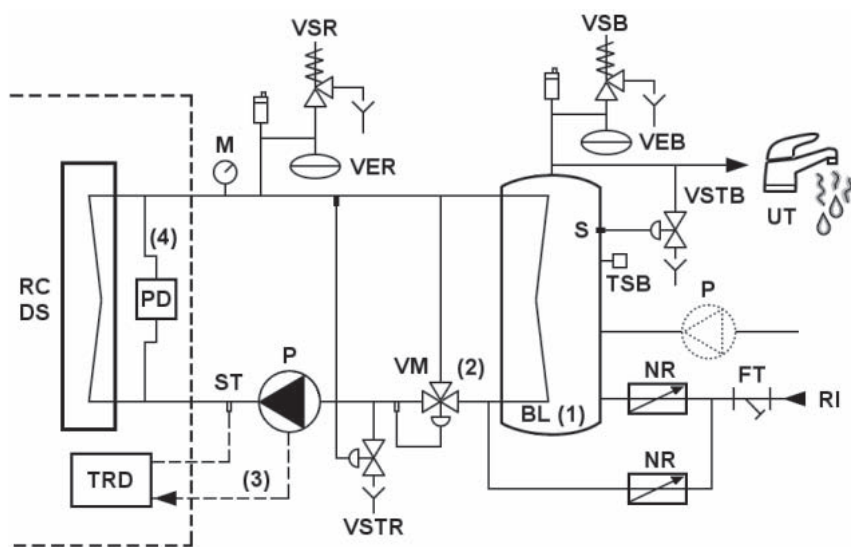 VSR
VSB
M
VER
VEB
VSTB
UT
(4)
S
TSB
RC
DS
PD
P
ST
P
VM
(2)
NR
FT
RI
BL (1)
TRD
(3)
NR
VSTR